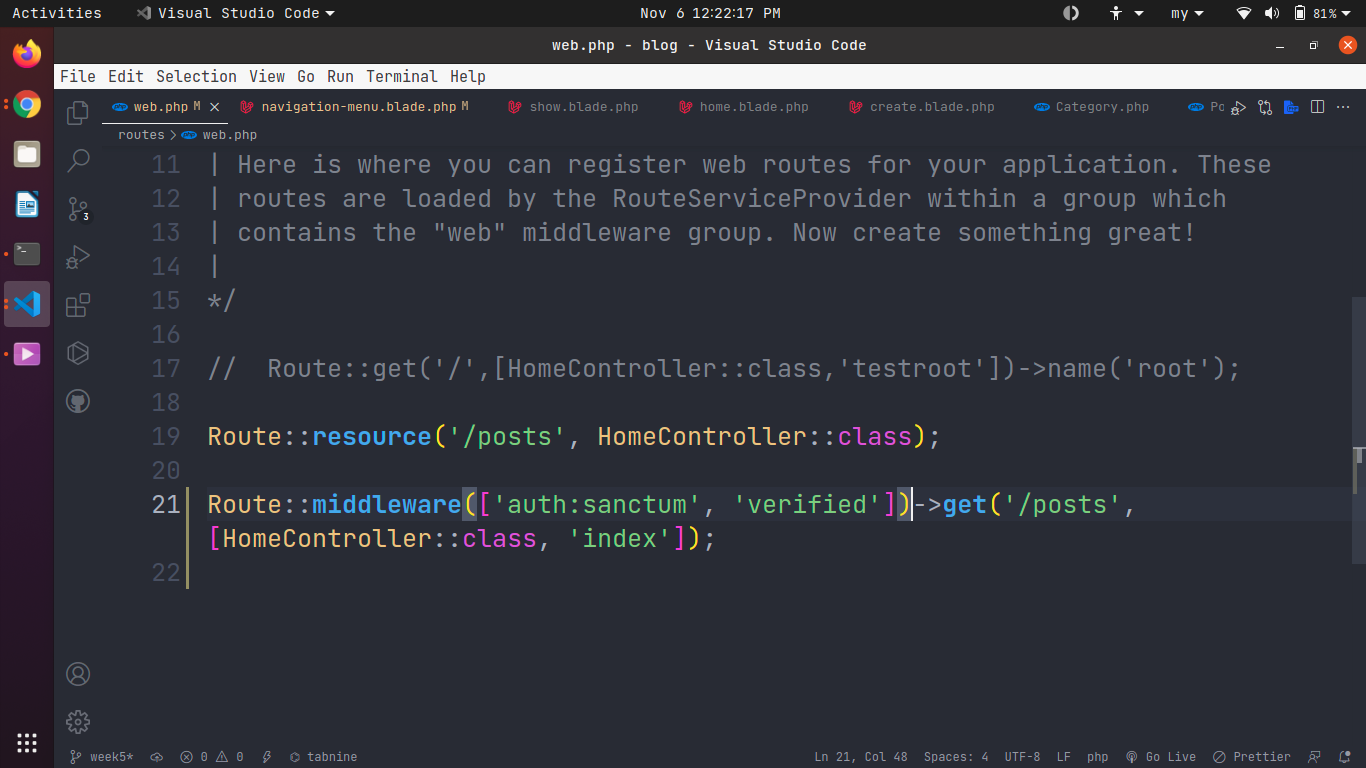 Activities Visual Studio Code Nov 6 12:22:17 PM my 81%
web.php - blog - Visual Studio Code
File Edit Selection View Go Run Terminal Help
web.php M navigation-menu.blade.php M show.blade.php home.blade.php create.blade.php Category.php Po
routes > web.php
11 | Here is where you can register web routes for your application. These
12 | routes are loaded by the RouteServiceProvider within a group which
13 | contains the "web" middleware group. Now create something great!
14 |
15 */
16
17 //  Route::get('/',[HomeController::class,'testroot'])->name('root');
18
19 Route::resource('/posts', HomeController::class);
20
21 Route::middleware(['auth:sanctum', 'verified'])->get('/posts',
[HomeController::class, 'index']);
22
3
week5* 0 0 tabnine Ln 21, Col 48 Spaces: 4 UTF-8 LF php Go Live Prettier